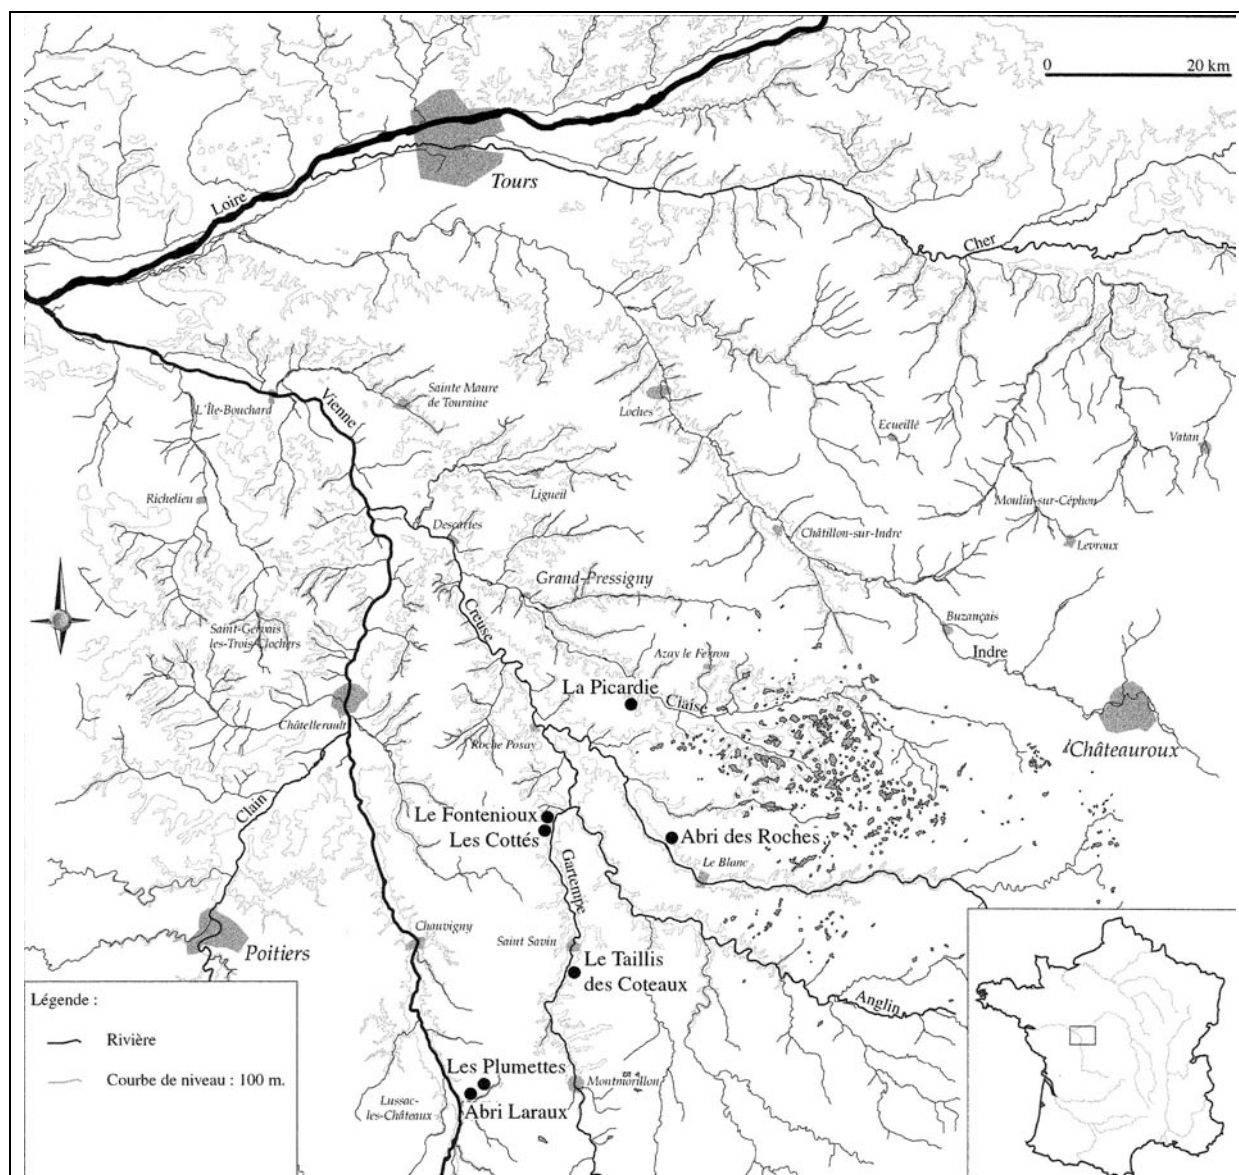 0 20 km
Tours
Loire
Cher
Vienne
Sainte Maure
de Touraine
L'Île-Bouchard
Loches
Ecueillé
Vatan
Richelieu
Ligueil
Moulin-sur-Céphon
Descartes
Châtillon-sur-Indre
Levroux
Grand-Pressigny
Creuse
Saint-Gervais
les-Trois-Clochers
Buzançais
Azay le Ferron
Indre
La Picardie
Claise
Châtellerault
Roche Posay
Châteauroux
Clain
Le Fontenioux
Les Cottés
Abri des Roches
Le Blanc
Gartempe
Chauvigny
Saint Savin
Poitiers
Le Taillis
des Coteaux
Anglin
Légende :
Rivière
Courbe de niveau : 100 m.
Les Plumettes
Montmorillon
Abri Laraux
Lussac-
les-Châteaux